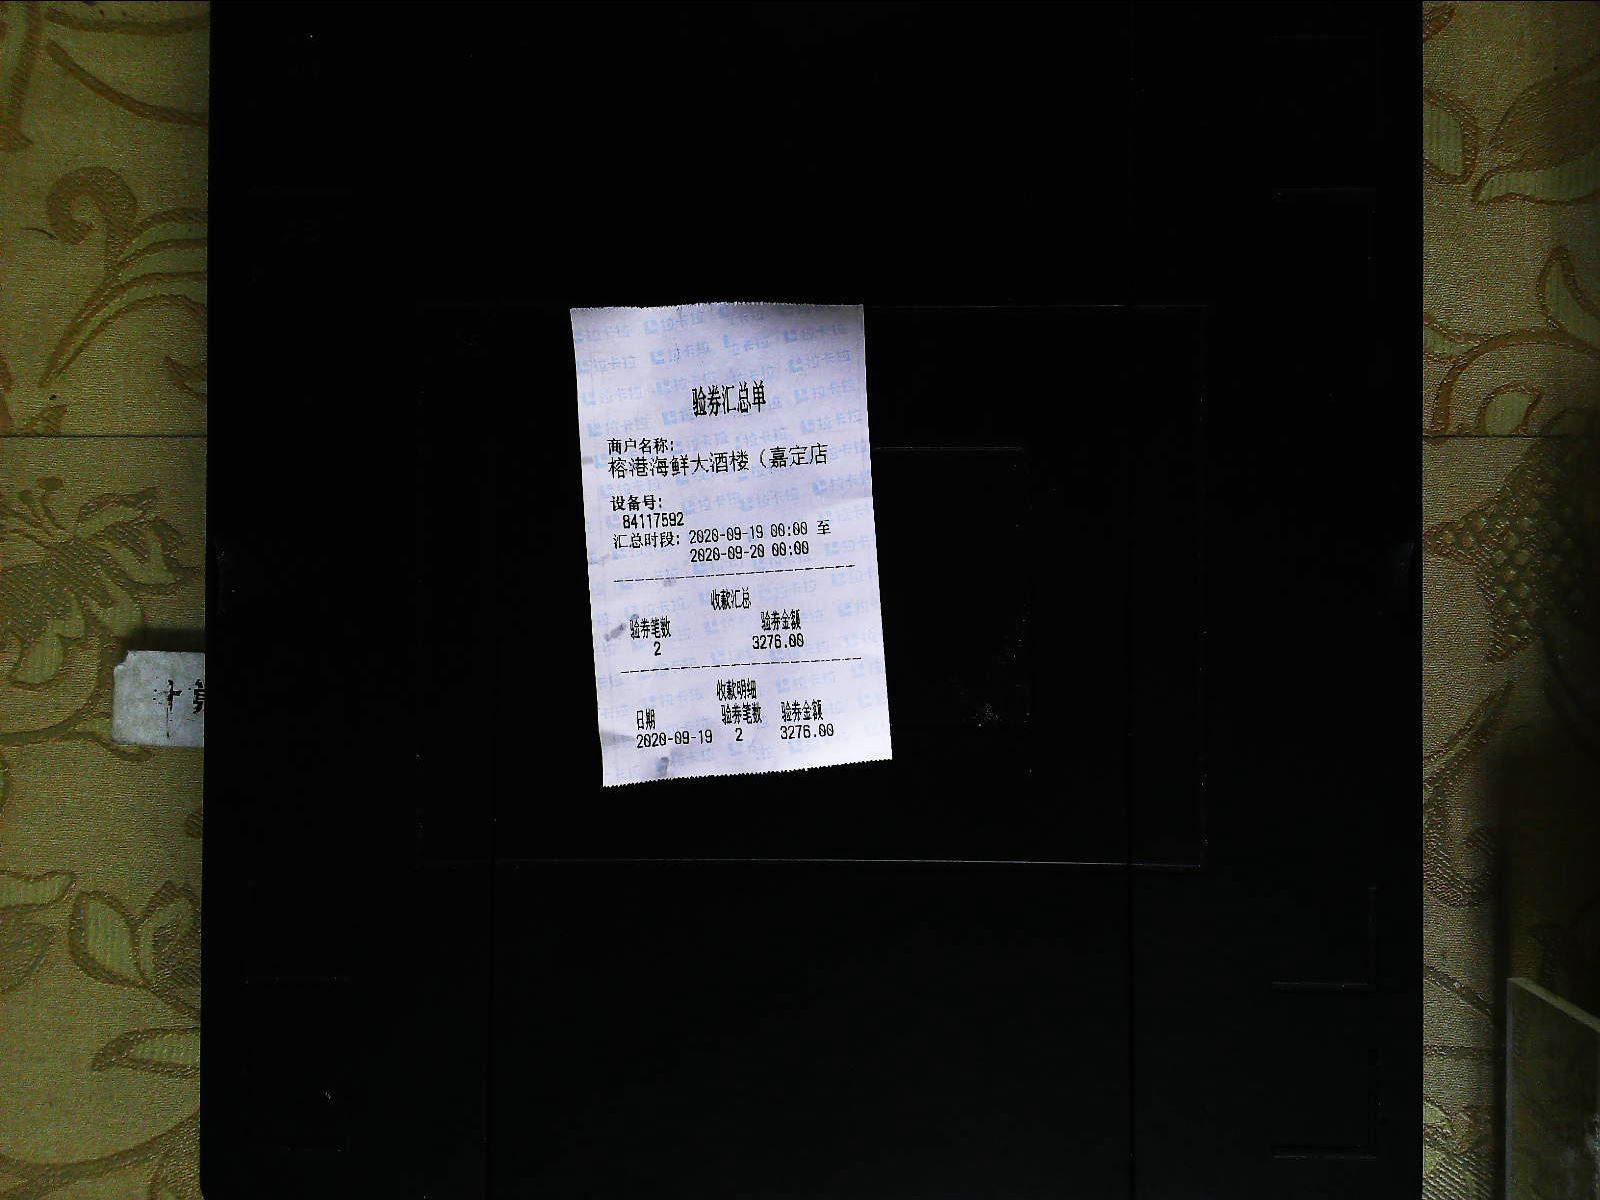 验券汇总单
商户名称:
榕港海鲜大酒楼（嘉定店
设备号:
84117592
汇总时段: 2020-09-19 00:00 至
2020-09-20 00:00
收款汇总
验券笔数 验券金额
2 3276.00
收款明细
日期 验券笔数 验券金额
2020-09-19 2 3276.00
拉卡拉